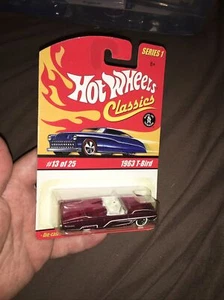 SERIES 1
Hot Wheels
Classics
#13 of 25
1963 T-Bird